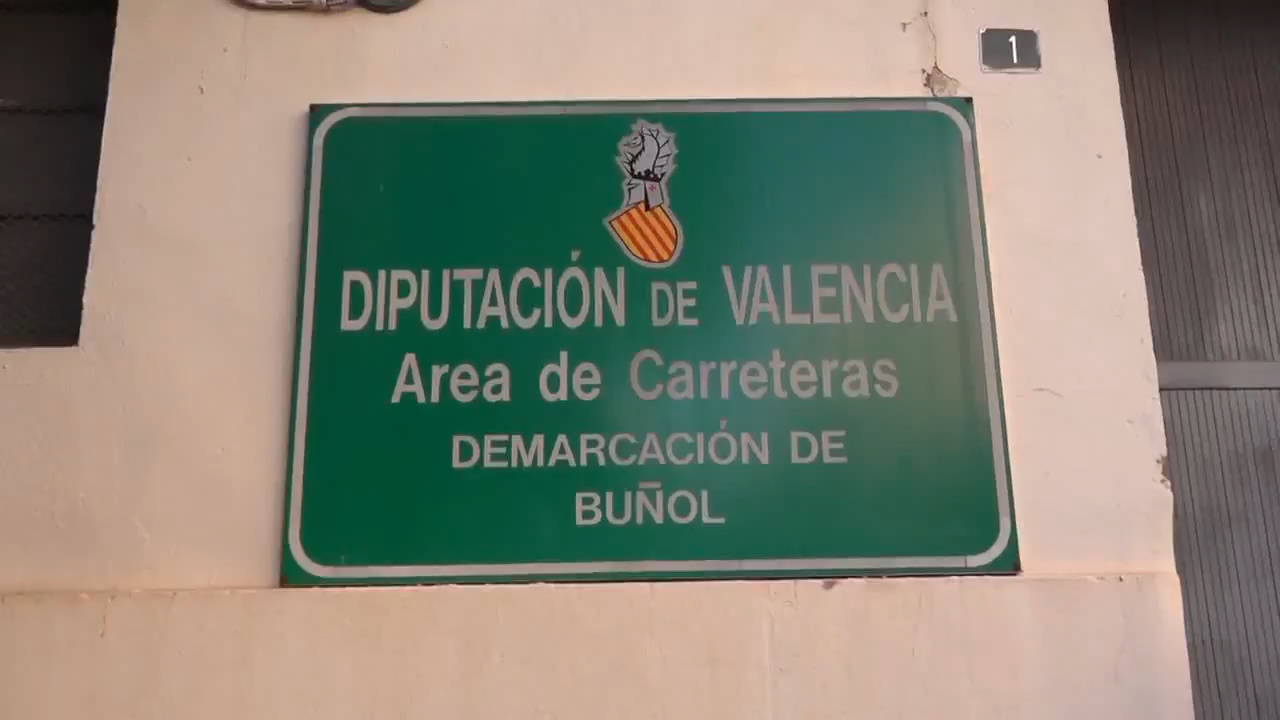 1
DIPUTACIÓN DE VALENCIA
Area de Carreteras
DEMARCACIÓN DE
BUÑOL